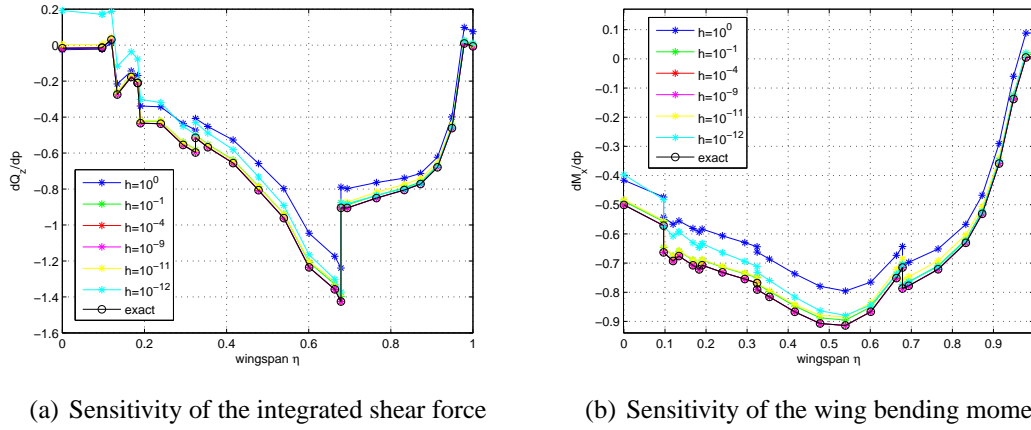 0.2
0
−0.2
−0.4
−0.6
−0.8
−1
−1.2
−1.4
−1.6
dQz/dp
h=10⁰
h=10⁻¹
h=10⁻⁴
h=10⁻⁹
h=10⁻¹¹
h=10⁻¹²
exact
0 0.2 0.4 0.6 0.8 1
wingspan η
(a) Sensitivity of the integrated shear force
0.1
0
−0.1
−0.2
−0.3
−0.4
−0.5
−0.6
−0.7
−0.8
−0.9
dMx/dp
h=10⁰
h=10⁻¹
h=10⁻⁴
h=10⁻⁹
h=10⁻¹¹
h=10⁻¹²
exact
0 0.1 0.2 0.3 0.4 0.5 0.6 0.7 0.8 0.9
wingspan η
(b) Sensitivity of the wing bending mome